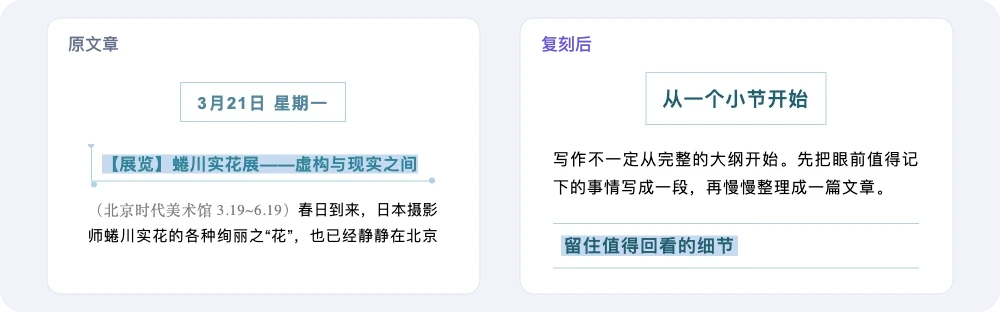 原文章
3月21日 星期一
【展览】蜷川实花展——虚构与现实之间
（北京时代美术馆 3.19~6.19）春日到来，日本摄影
师蜷川实花的各种绚丽之“花”，也已经静静在北京
复刻后
从一个小节开始
写作不一定从完整的大纲开始。先把眼前值得记
下的事情写成一段，再慢慢整理成一篇文章。
留住值得回看的细节